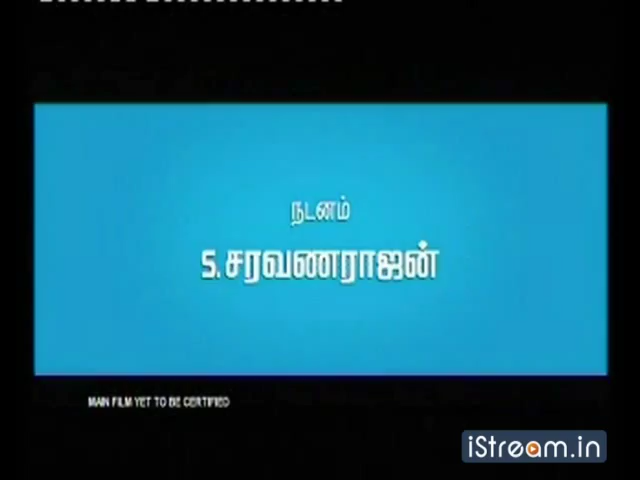 நடனம்
S. சரவணராஜன்
MAIN FILM YET TO BE CERTIFIED
iStream.in